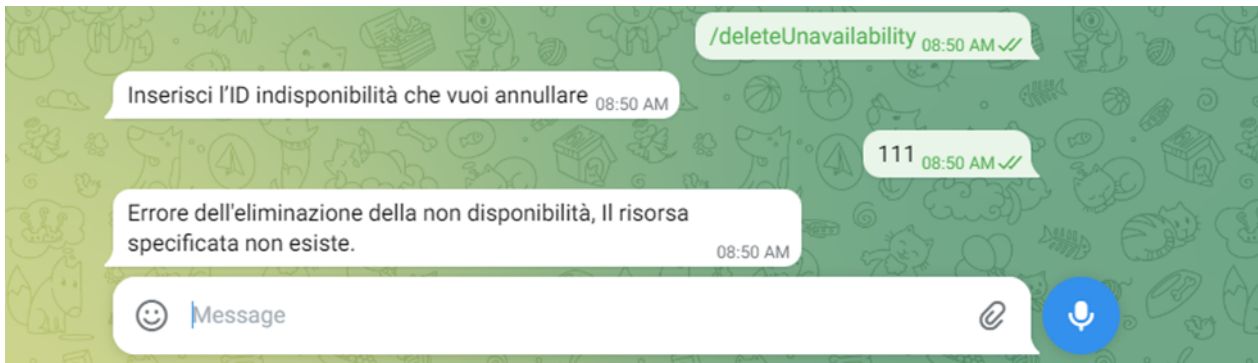 /deleteUnavailability 08:50 AM
Inserisci l’ID indisponibilità che vuoi annullare 08:50 AM
111 08:50 AM
Errore dell'eliminazione della non disponibilità, Il risorsa
specificata non esiste. 08:50 AM
Message